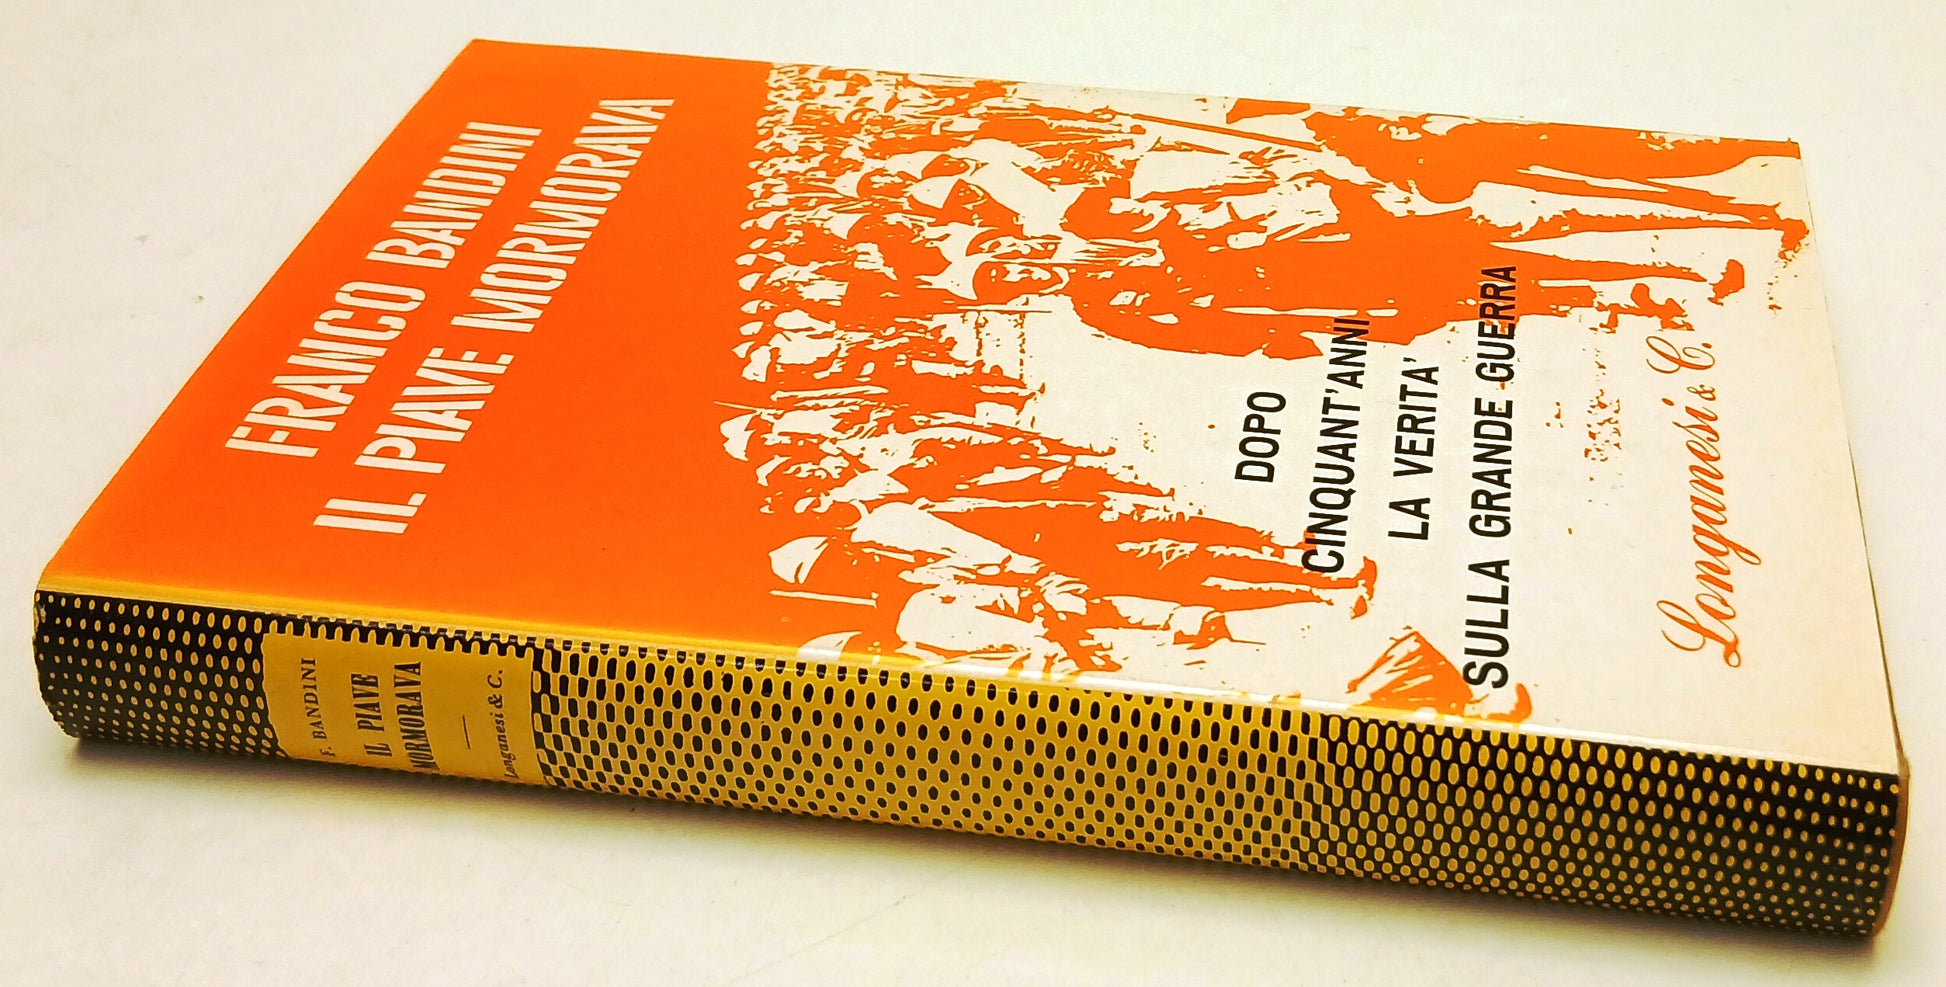 FRANCO BANDINI
IL PIAVE MORMORAVA
DOPO
CINQUANT'ANNI
LA VERITA'
SULLA GRANDE GUERRA
Longanesi & C.
F. BANDINI
IL PIAVE
MORMORAVA
Longanesi & C.